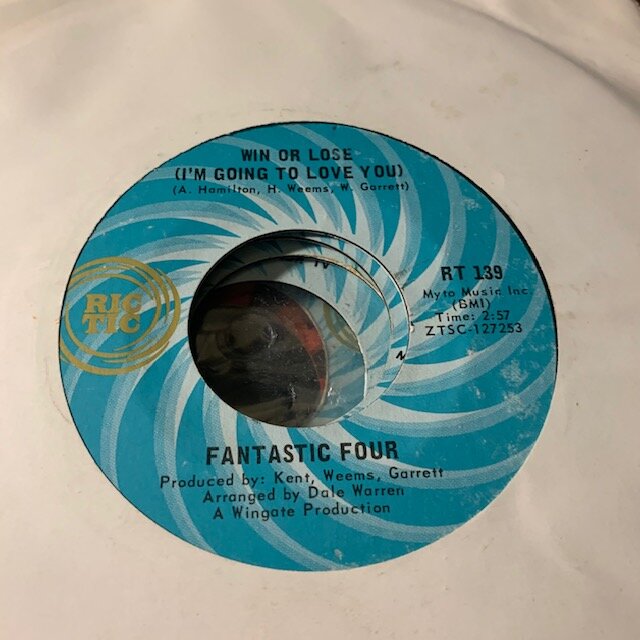 WIN OR LOSE
(I'M GOING TO LOVE YOU)
(A. Hamilton, H. Weems, W. Garrett)
RIC
TIC
RT 139
Myto Music Inc
(BMI)
Time: 2:57
ZTSC-127253
FANTASTIC FOUR
Produced by: Kent, Weems, Garrett
Arranged by Dale Warren
A Wingate Production